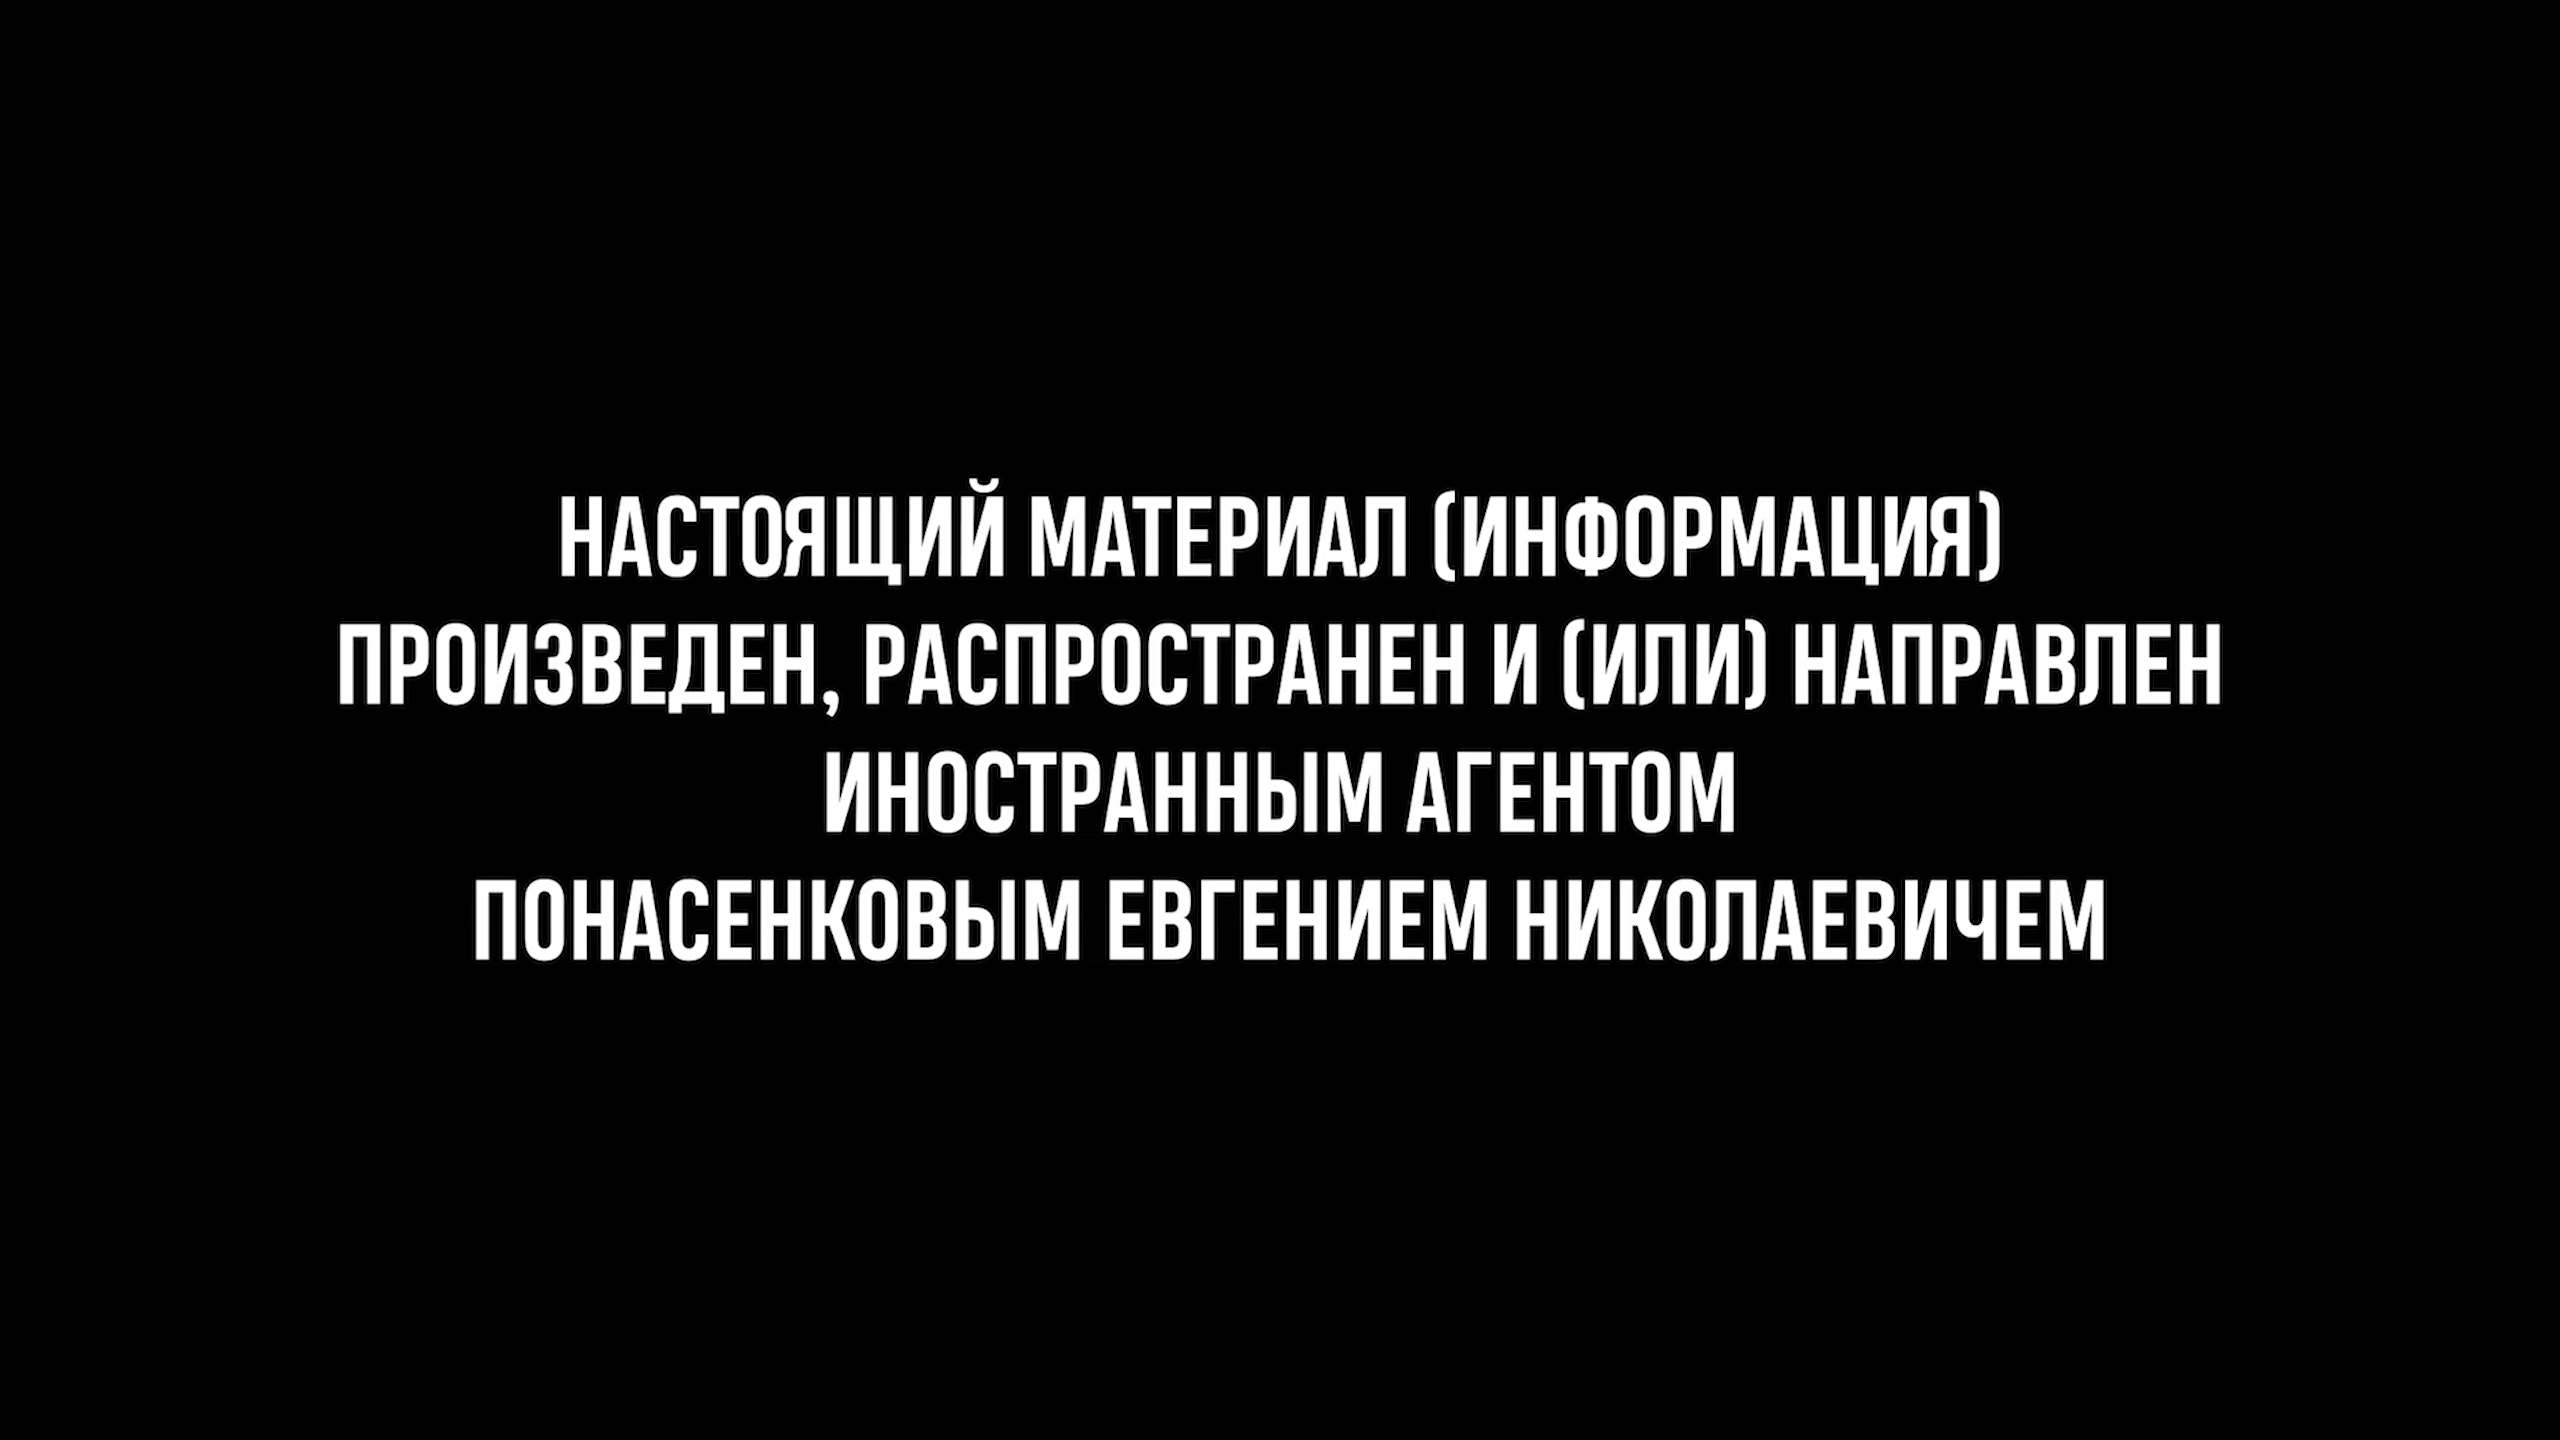 НАСТОЯЩИЙ МАТЕРИАЛ (ИНФОРМАЦИЯ)
ПРОИЗВЕДЕН, РАСПРОСТРАНЕН И (ИЛИ) НАПРАВЛЕН
ИНОСТРАННЫМ АГЕНТОМ
ПОНАСЕНКОВЫМ ЕВГЕНИЕМ НИКОЛАЕВИЧЕМ